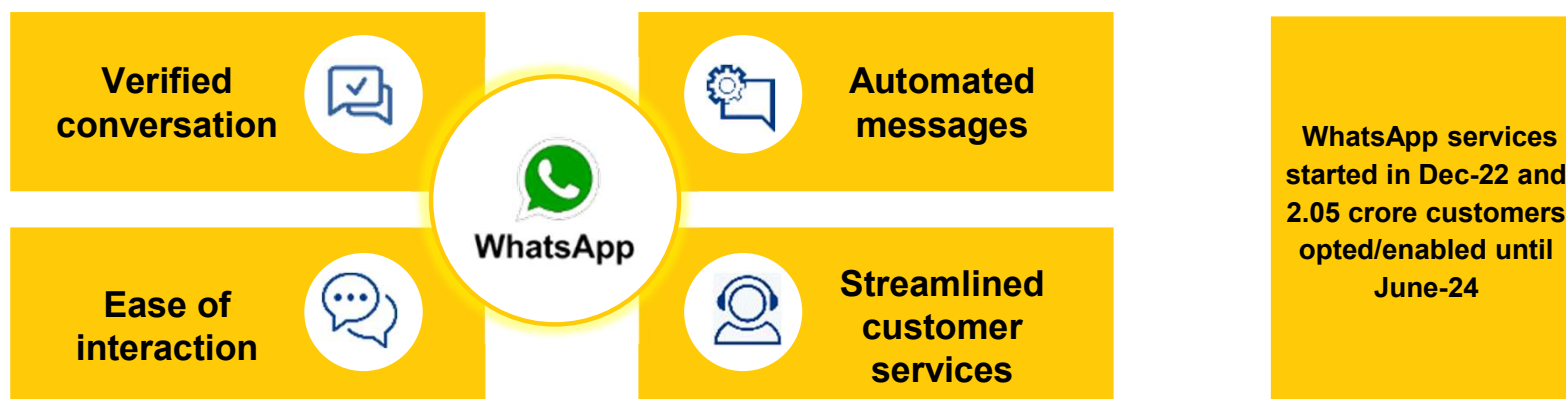 Verified
conversation
Automated
messages
WhatsApp
Ease of
interaction
Streamlined
customer
services
WhatsApp services
started in Dec-22 and
2.05 crore customers
opted/enabled until
June-24